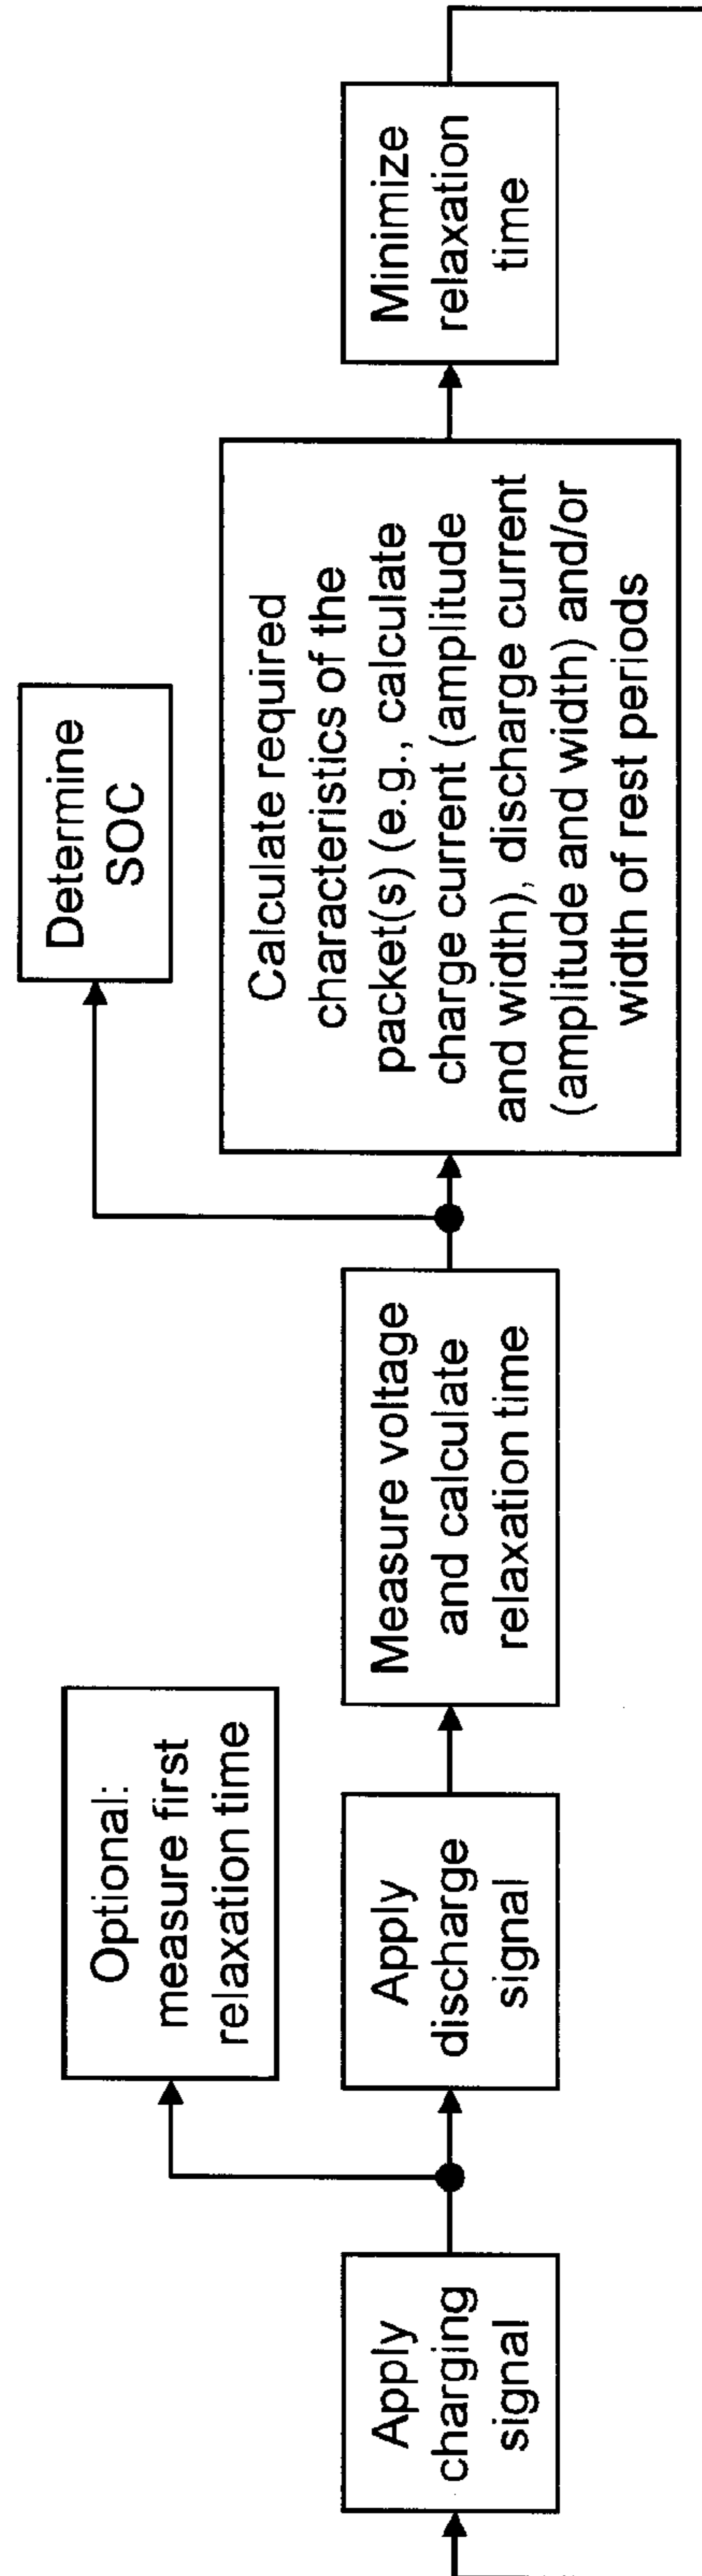 Apply
charging
signal
Optional:
measure first
relaxation time
Apply
discharge
signal
Measure voltage
and calculate
relaxation time
Determine
SOC
Calculate required
characteristics of the
packet(s) (e.g., calculate
charge current (amplitude
and width), discharge current
(amplitude and width) and/or
width of rest periods
Minimize
relaxation
time